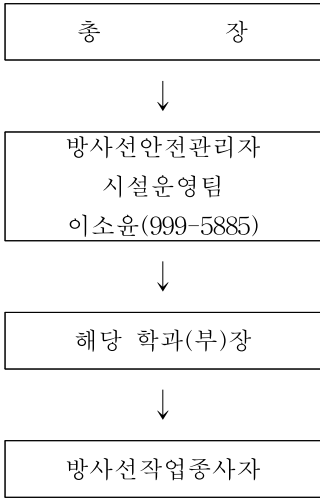 총 장
방사선안전관리자
시설운영팀
이소윤(999-5885)
해당 학과(부)장
방사선작업종사자